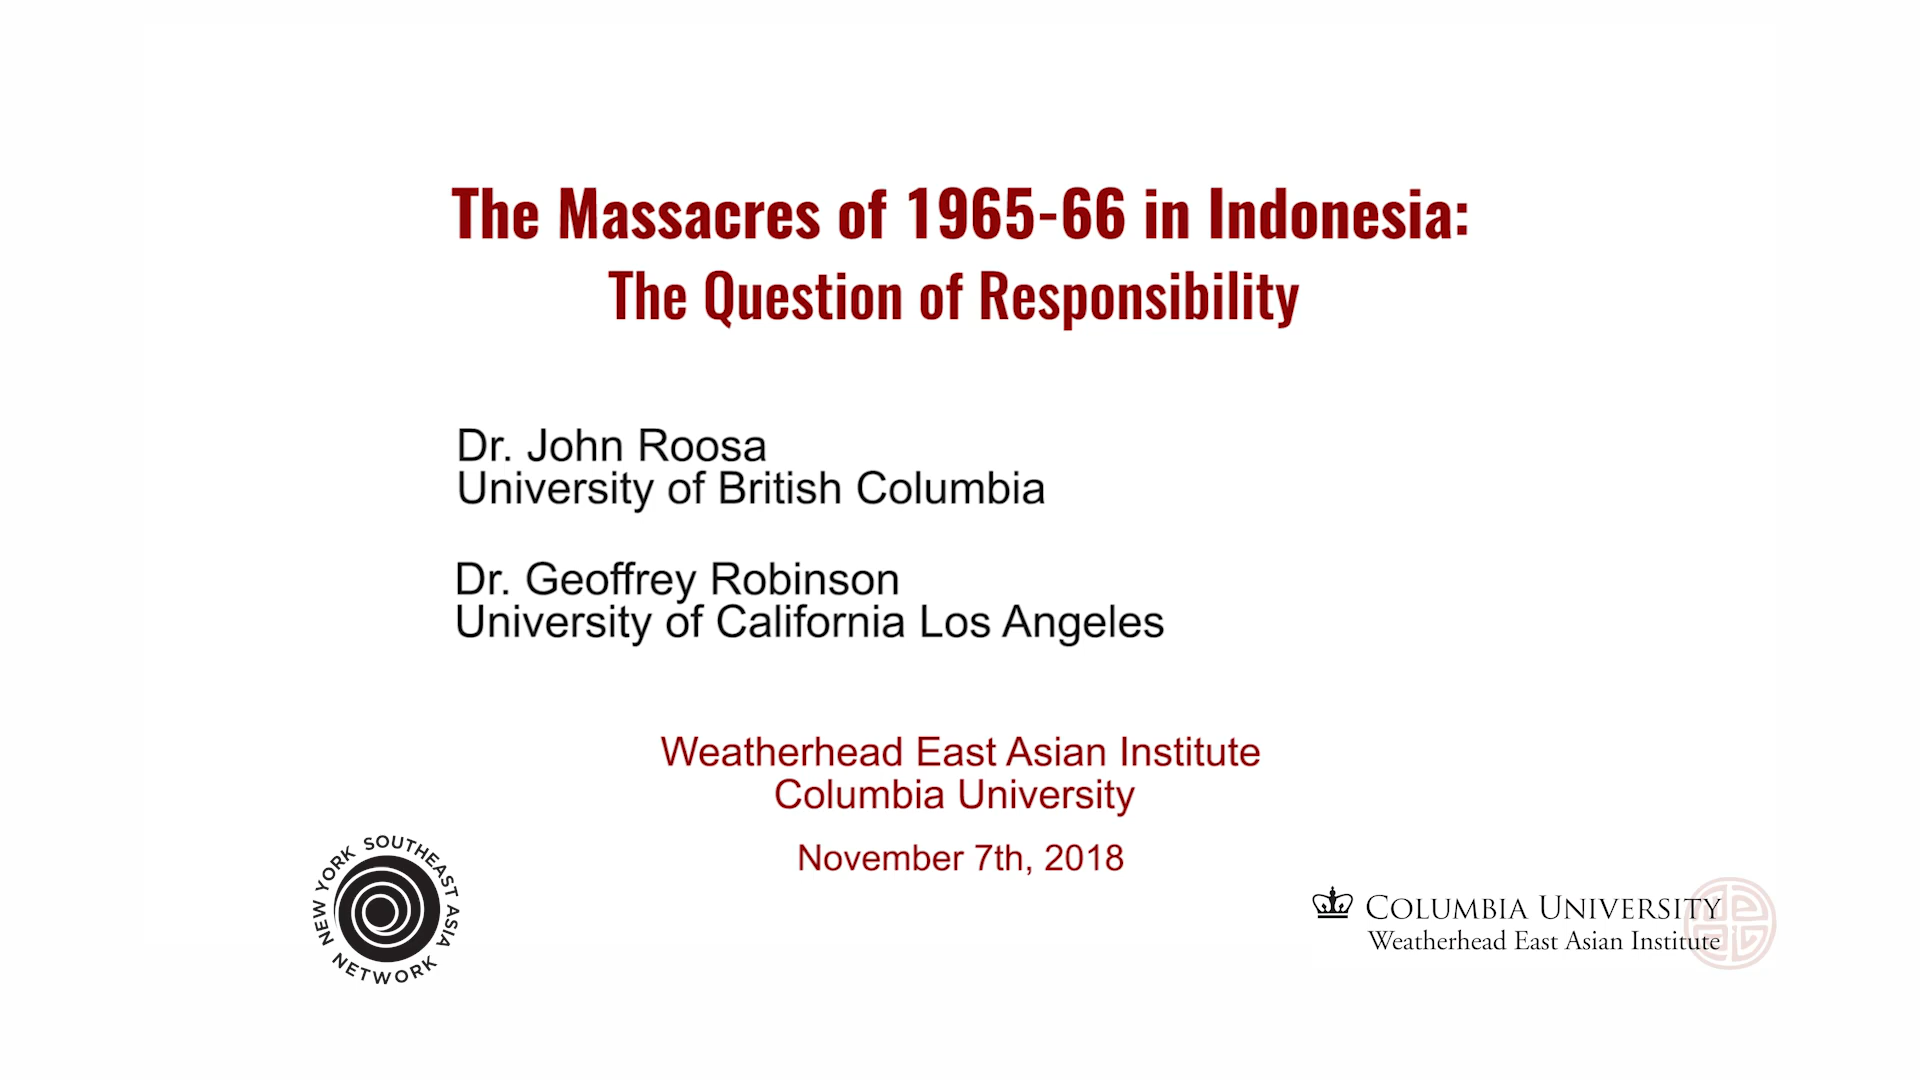 The Massacres of 1965-66 in Indonesia:
The Question of Responsibility
Dr. John Roosa
University of British Columbia
Dr. Geoffrey Robinson
University of California Los Angeles
Weatherhead East Asian Institute
Columbia University
November 7th, 2018
NEW YORK SOUTHEAST ASIA NETWORK
COLUMBIA UNIVERSITY
Weatherhead East Asian Institute